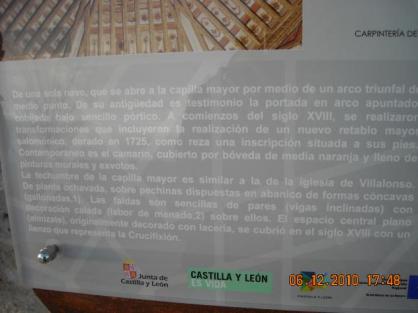 CARPINTERÍA DE
De una sola nave, que se abre a la capilla mayor por medio de un arco triunfal de
medio punto. De su antigüedad es testimonio la portada en arco apuntado
cobijada bajo sencillo pórtico. A comienzos del siglo XVIII, se realizaron
transformaciones que incluyeron la realización de un nuevo retablo mayor
salomónico, dorado en 1725, como reza una inscripción situada a sus pies.
Contemporáneo es el camarín, cubierto por bóveda de media naranja y lleno de
pinturas murales y exvotos.
La techumbre de la capilla mayor es similar a la de la iglesia de Villalonso.
De planta ochavada, sobre pechinas dispuestas en abanico de formas cóncavas
(gallonadas,1). Las faldas son sencillas de pares (vigas inclinadas) con
decoración calada (labor de menado,2) sobre ellos. El espacio central plano
(almizate), originalmente decorado con lacería, se cubrió en el siglo XVIII con un
lienzo que representa la Crucifixión.
Junta de
Castilla y León
CASTILLA Y LEÓN
ES VIDA
06.12.2010 17:48